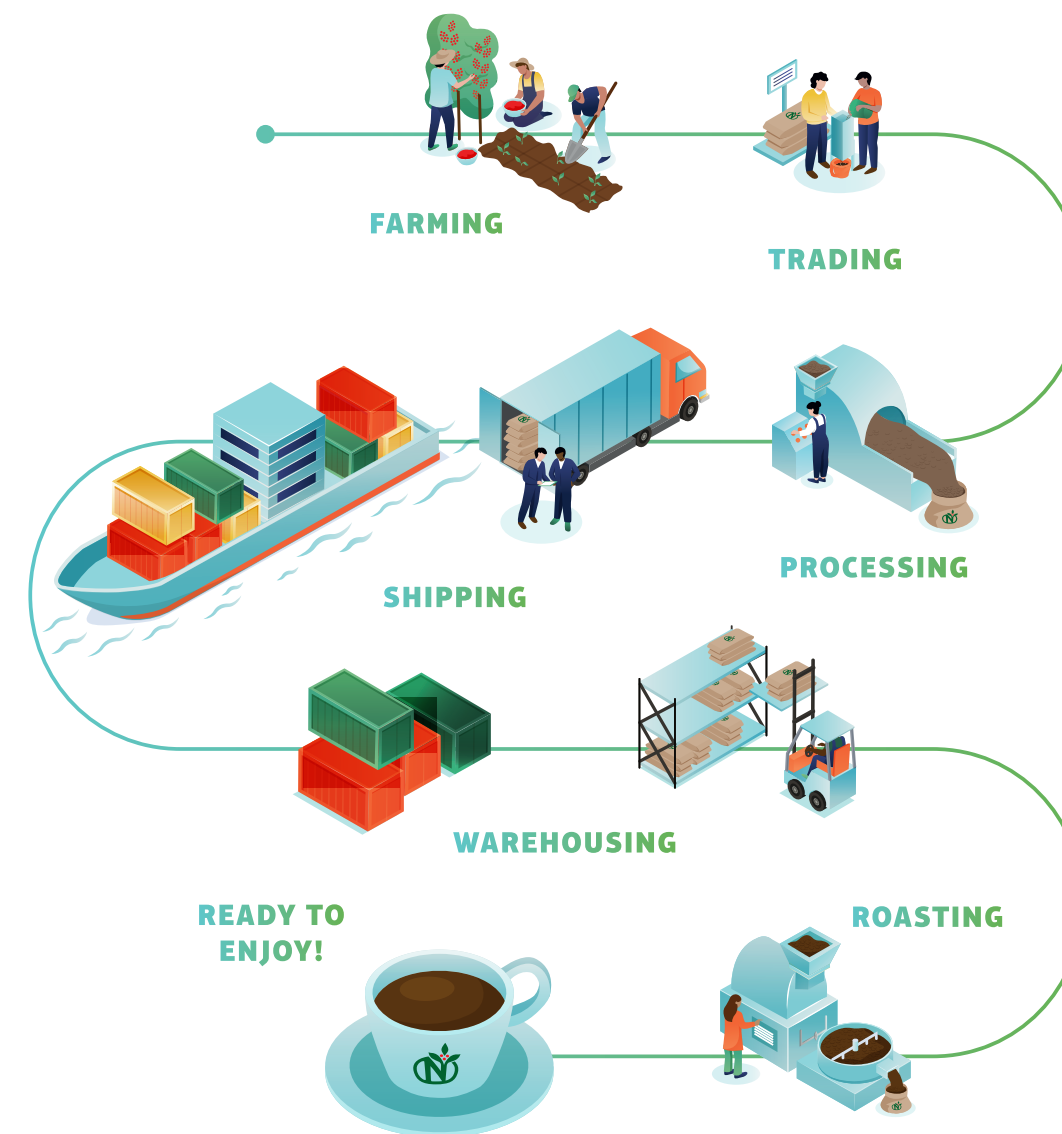 FARMING
TRADING
PROCESSING
SHIPPING
WAREHOUSING
ROASTING
READY TO
ENJOY!
N